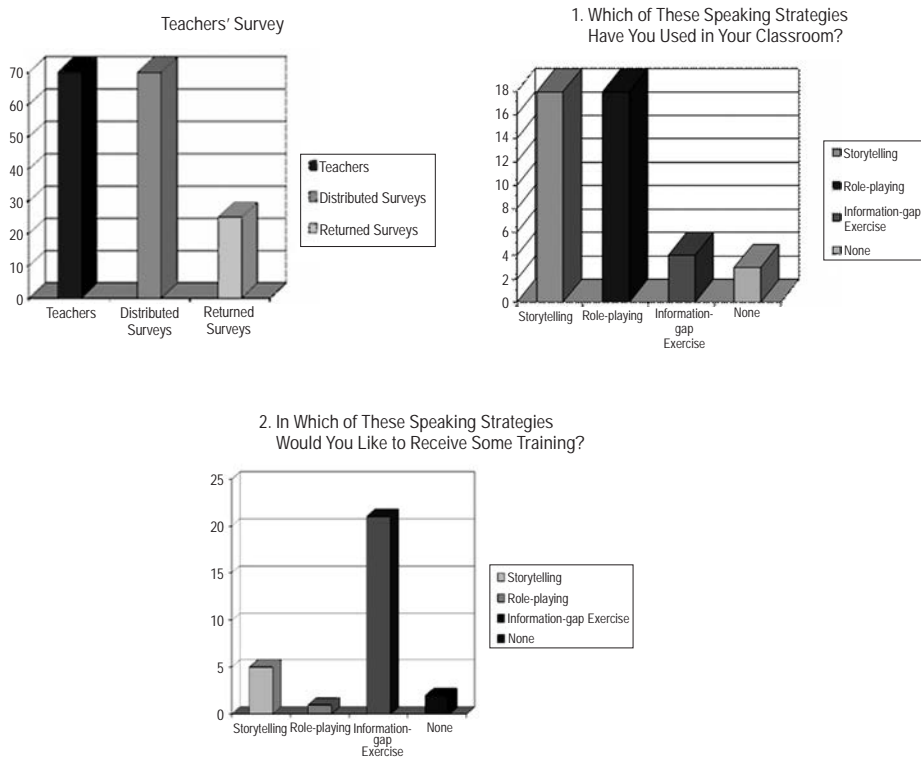 Teachers' Survey
70
60
50
40
30
20
10
0
Teachers
Distributed
Surveys
Returned
Surveys
Teachers
Distributed Surveys
Returned Surveys
1. Which of These Speaking Strategies
Have You Used in Your Classroom?
18
16
14
12
10
8
6
4
2
0
Storytelling
Role-playing
Information-
gap
Exercise
None
Storytelling
Role-playing
Information-gap
Exercise
None
2. In Which of These Speaking Strategies
Would You Like to Receive Some Training?
25
20
15
10
5
0
Storytelling
Role-playing
Information-
gap
Exercise
None
Storytelling
Role-playing
Information-gap Exercise
None